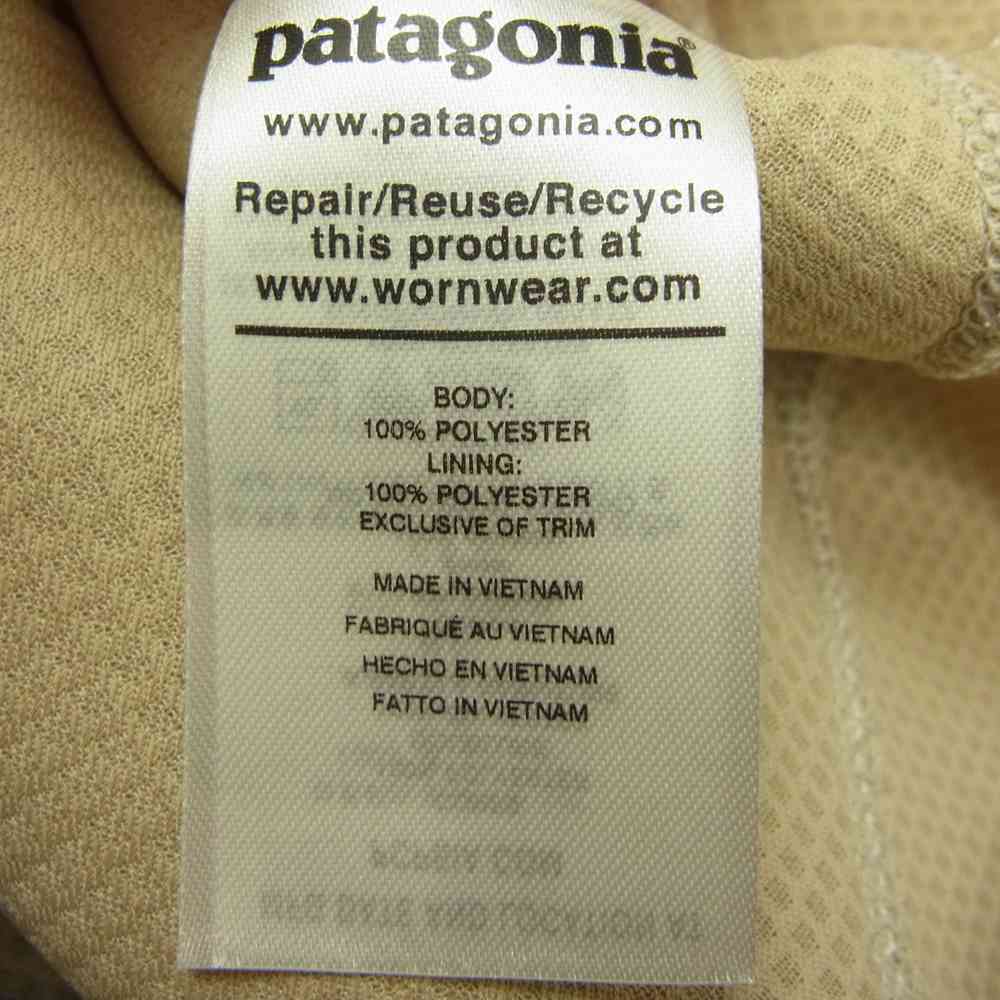 patagonia®
www.patagonia.com
Repair/Reuse/Recycle
this product at
www.wornwear.com
BODY:
100% POLYESTER
LINING:
100% POLYESTER
EXCLUSIVE OF TRIM
MADE IN VIETNAM
FABRIQUÉ AU VIETNAM
HECHO EN VIETNAM
FATTO IN VIETNAM